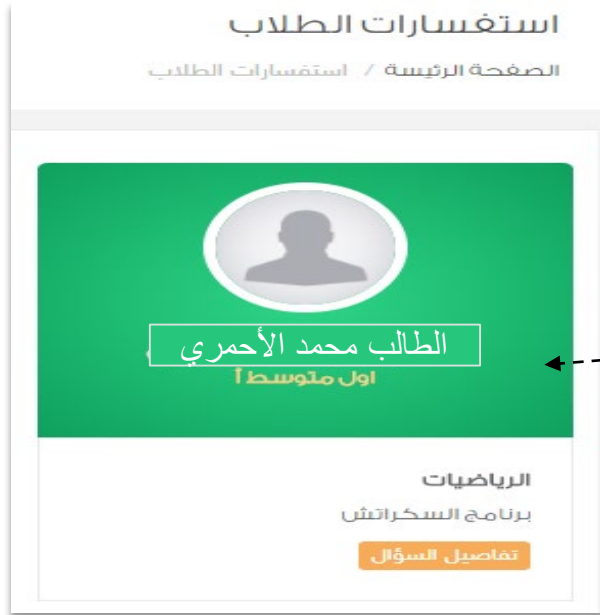 استفسارات الطلاب
الصفحة الرئيسة / استفسارات الطلاب
الطالب محمد الأحمري
اول متوسط أ
الرياضيات
برنامج السكراتش
تفاصيل السؤال